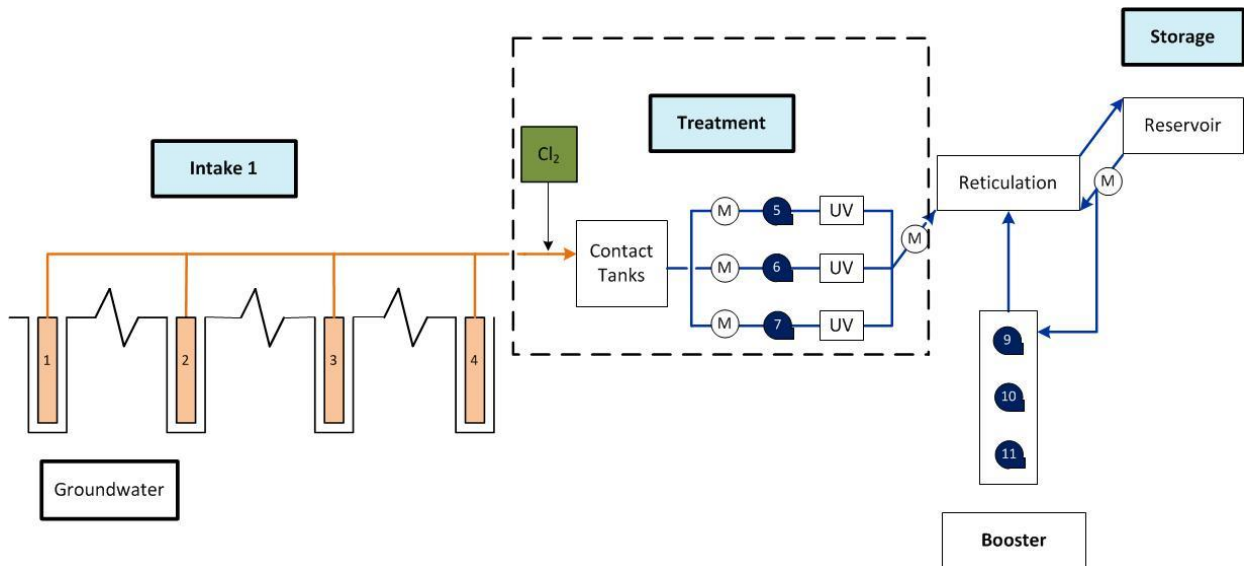 Storage
Reservoir
Treatment
Cl₂
Intake 1
Reticulation
M
M
5
UV
Contact
Tanks
M
6
UV
M
M
7
UV
1
2
3
4
9
10
11
Groundwater
Booster